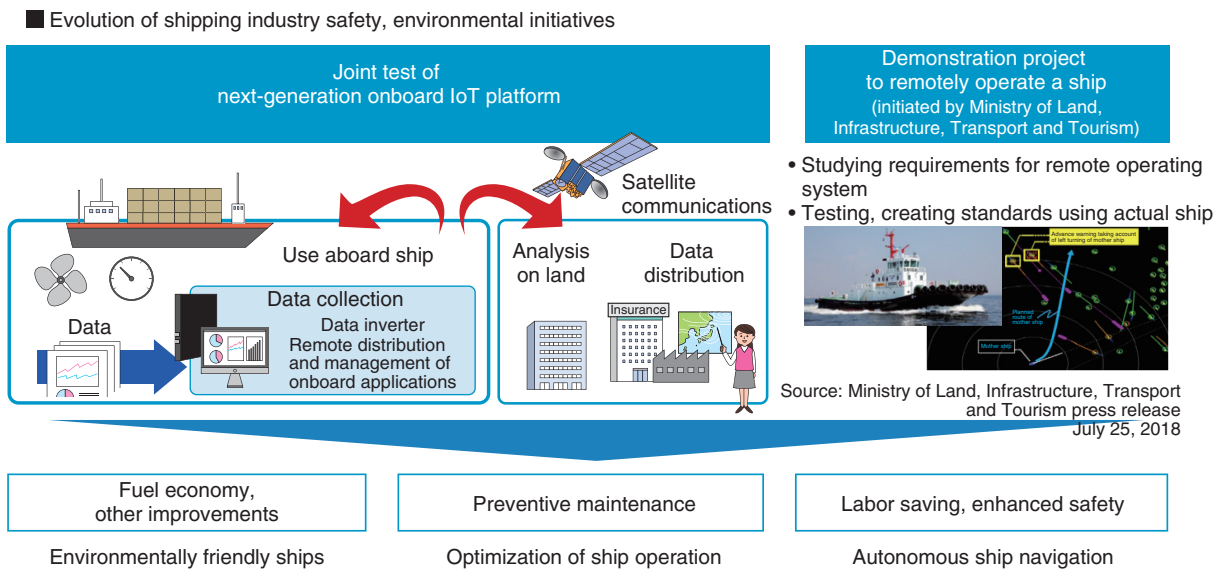 ■ Evolution of shipping industry safety, environmental initiatives
Joint test of
next-generation onboard IoT platform
Demonstration project
to remotely operate a ship
(initiated by Ministry of Land,
Infrastructure, Transport and Tourism)
Satellite
communications
Use aboard ship
Data
Data collection
Data inverter
Remote distribution
and management of
onboard applications
Analysis
on land
Data
distribution
Insurance
• Studying requirements for remote operating
system
• Testing, creating standards using actual ship
Advance warning taking account
of left turning of mother ship
Planned
route of
mother ship
Mother ship
Source: Ministry of Land, Infrastructure, Transport
and Tourism press release
July 25, 2018
Fuel economy,
other improvements
Preventive maintenance
Labor saving, enhanced safety
Environmentally friendly ships
Optimization of ship operation
Autonomous ship navigation